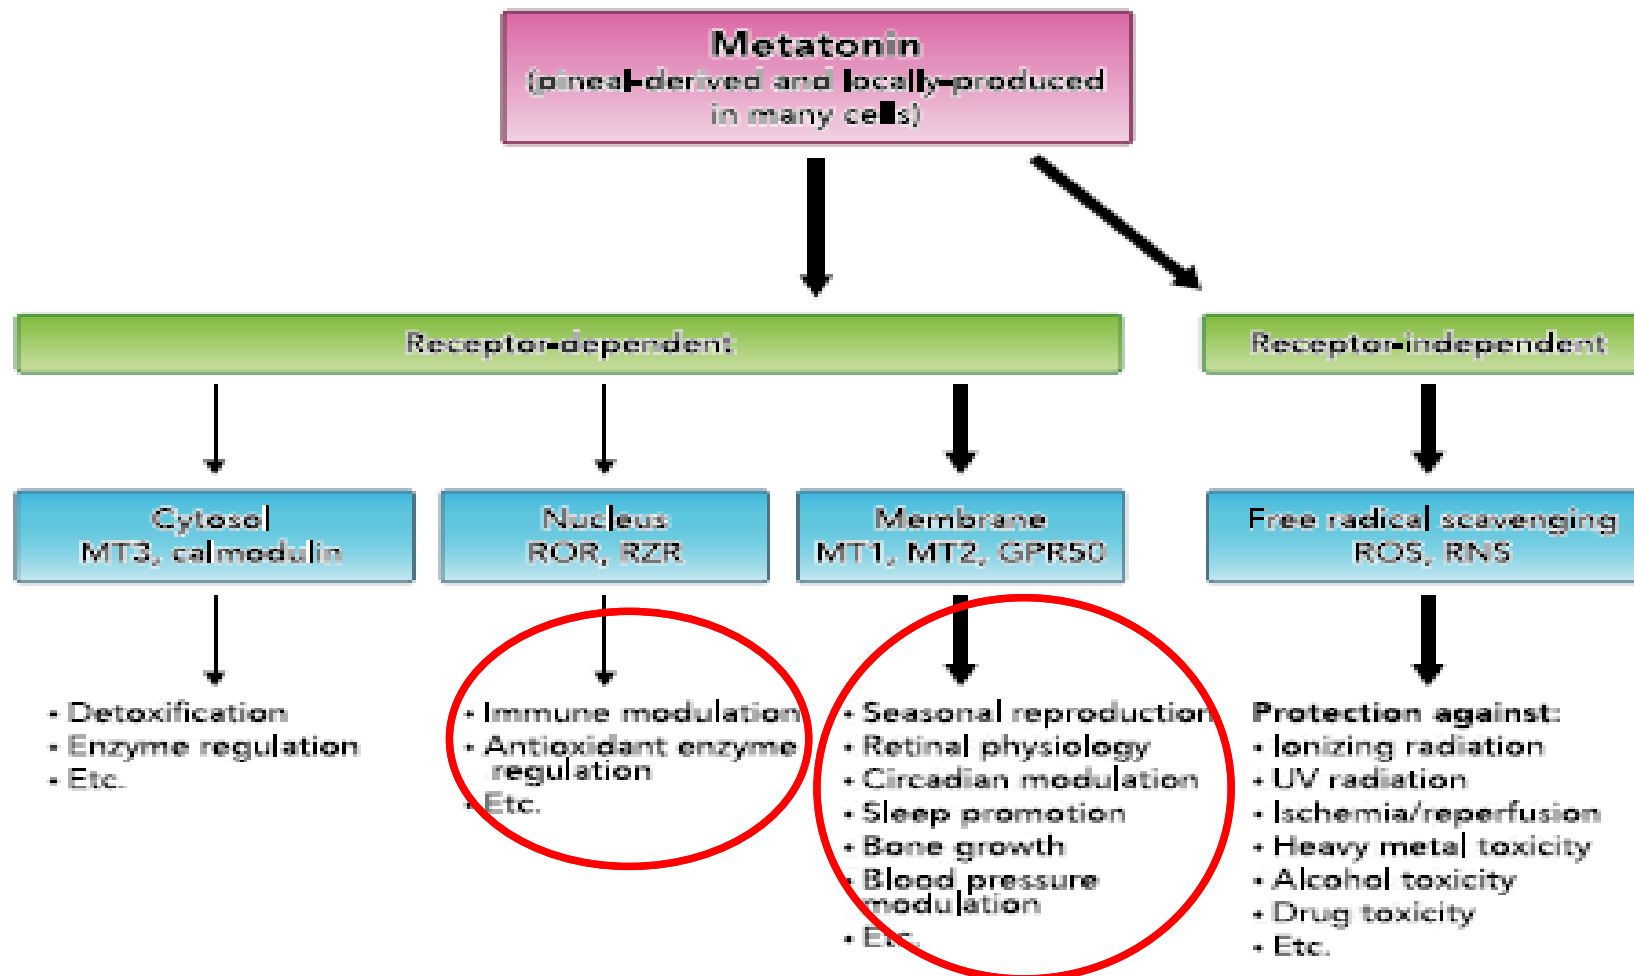 Metatonin
(pineal-derived and locally-produced
in many cells)
Receptor-dependent
Receptor-independent
Cytosol
MT3, calmodulin
Nucleus
ROR, RZR
Membrane
MT1, MT2, GPR50
Free radical scavenging
ROS, RNS
• Detoxification
• Enzyme regulation
• Etc.
• Immune modulation
• Antioxidant enzyme
regulation
• Etc.
• Seasonal reproduction
• Retinal physiology
• Circadian modulation
• Sleep promotion
• Bone growth
• Blood pressure
modulation
• Etc.
Protection against:
• Ionizing radiation
• UV radiation
• Ischemia/reperfusion
• Heavy metal toxicity
• Alcohol toxicity
• Drug toxicity
• Etc.